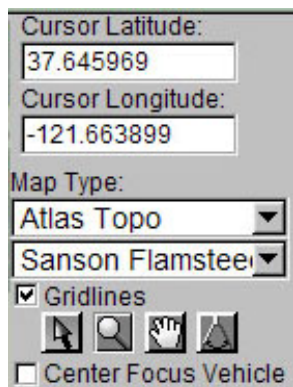 Cursor Latitude:
37.645969
Cursor Longitude:
-121.663899
Map Type:
Atlas Topo
Sanson Flamstee
Gridlines
Center Focus Vehicle